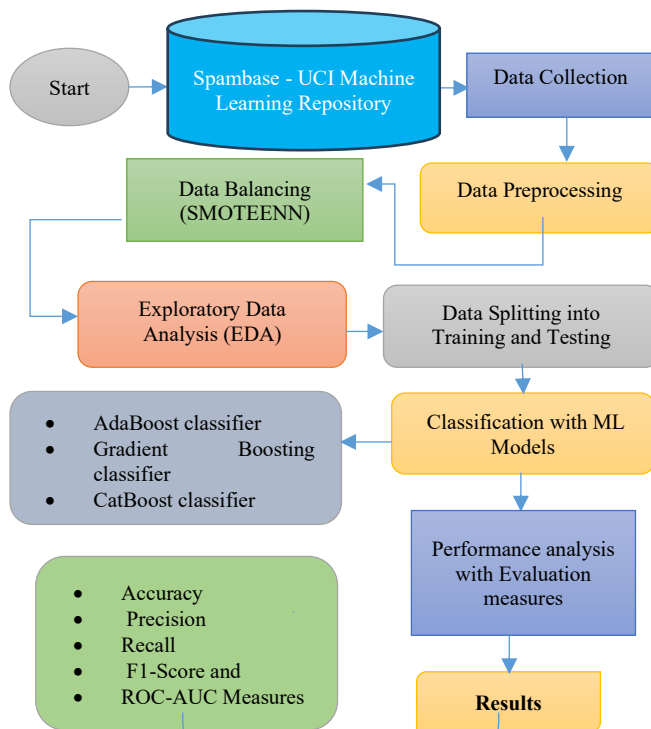 Start
Spambase - UCI Machine
Learning Repository
Data Collection
Data Preprocessing
Data Balancing
(SMOTEENN)
Exploratory Data
Analysis (EDA)
Data Splitting into
Training and Testing
Classification with ML
Models
• AdaBoost classifier
• Gradient Boosting
classifier
• CatBoost classifier
Performance analysis
with Evaluation
measures
• Accuracy
• Precision
• Recall
• F1-Score and
• ROC-AUC Measures
Results